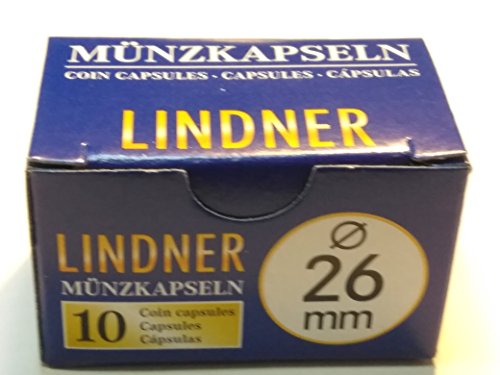 MÜNZKAPSELN
COIN CAPSULES - CAPSULES - CÁPSULAS
LINDNER
LINDNER
MÜNZKAPSELN
10
Coin capsules
Capsules
Cápsulas
Ø
26
mm